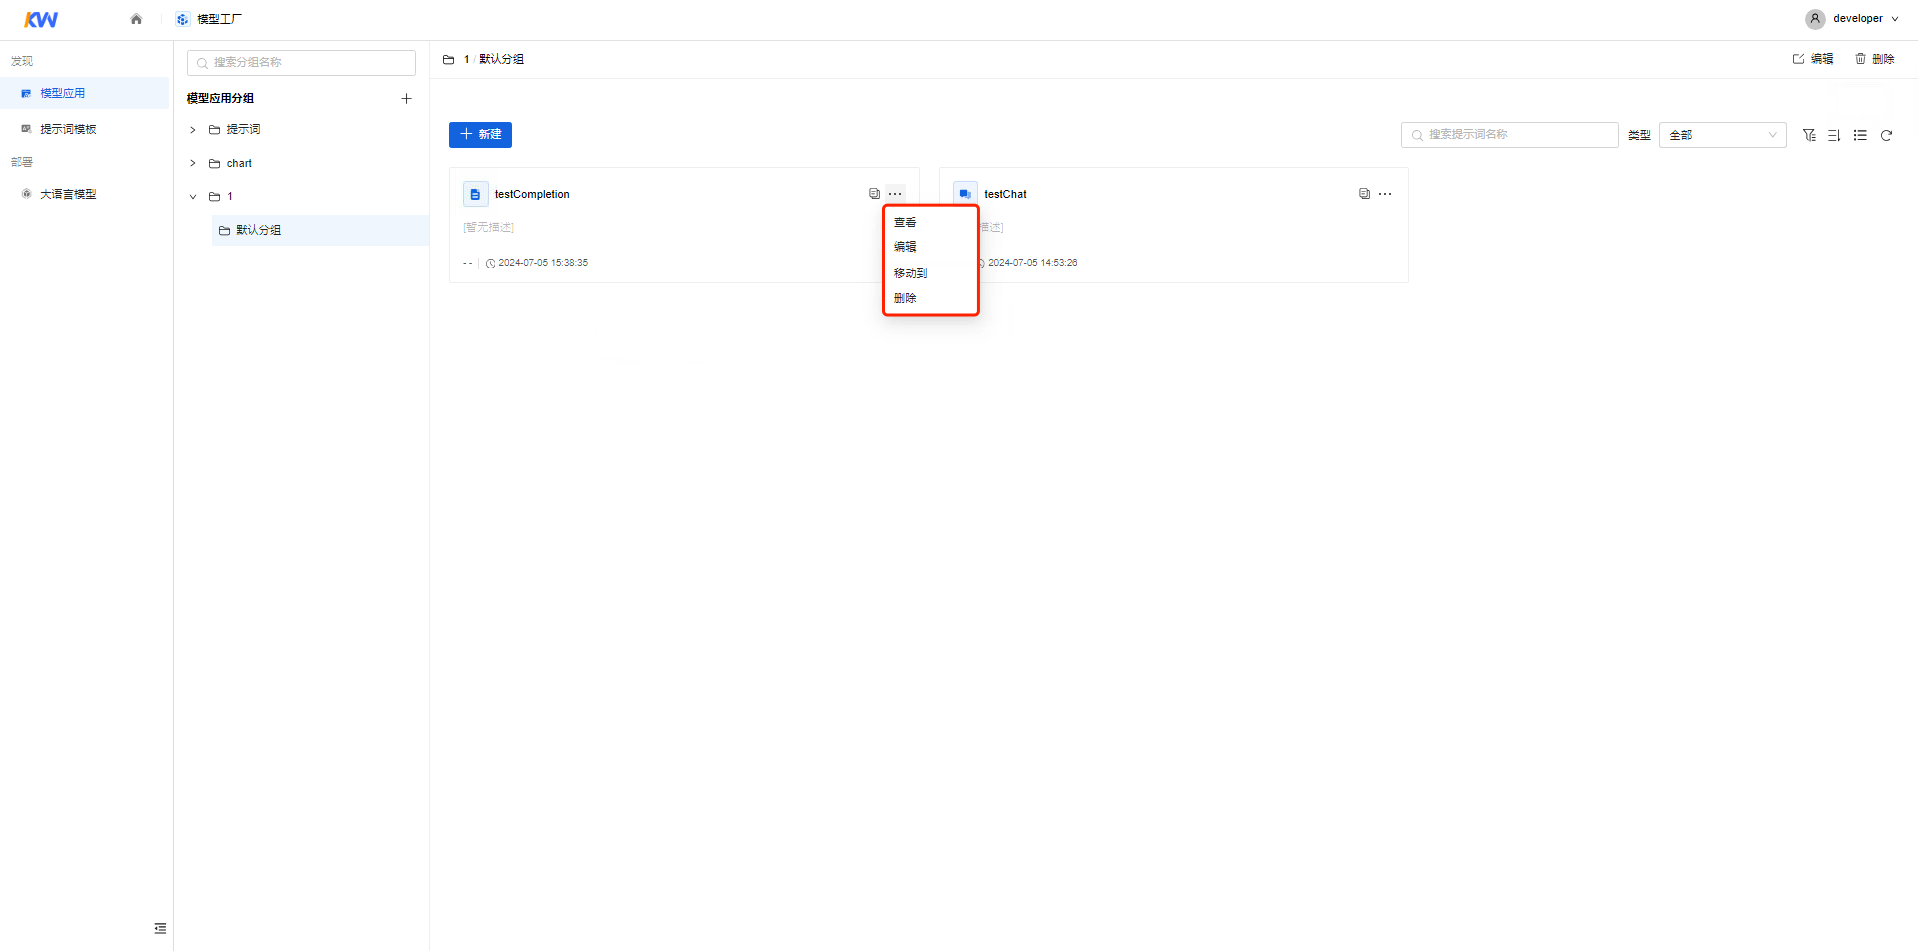 KW
模型工厂
developer
发现
模型应用
提示词模板
部署
大语言模型
搜索分组名称
模型应用分组
提示词
chart
1
默认分组
1 / 默认分组
编辑
删除
新建
搜索提示词名称
类型
全部
testCompletion
[暂无描述]
- - 2024-07-05 15:38:35
查看
编辑
移动到
删除
testChat
描述]
2024-07-05 14:53:26